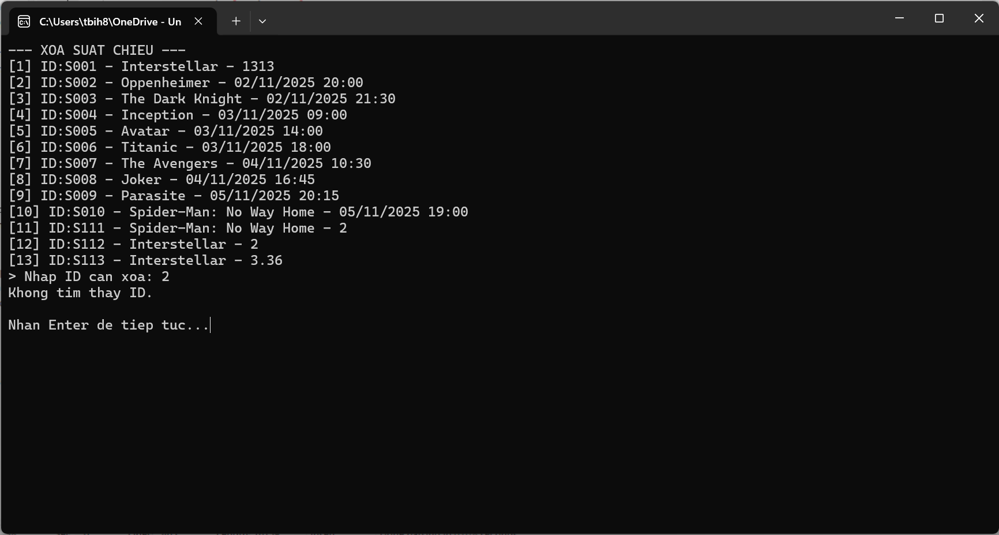 C:\Users\tbih8\OneDrive - Un
--- XOA SUAT CHIEU ---
[1] ID:S001 - Interstellar - 1313
[2] ID:S002 - Oppenheimer - 02/11/2025 20:00
[3] ID:S003 - The Dark Knight - 02/11/2025 21:30
[4] ID:S004 - Inception - 03/11/2025 09:00
[5] ID:S005 - Avatar - 03/11/2025 14:00
[6] ID:S006 - Titanic - 03/11/2025 18:00
[7] ID:S007 - The Avengers - 04/11/2025 10:30
[8] ID:S008 - Joker - 04/11/2025 16:45
[9] ID:S009 - Parasite - 05/11/2025 20:15
[10] ID:S010 - Spider-Man: No Way Home - 05/11/2025 19:00
[11] ID:S111 - Spider-Man: No Way Home - 2
[12] ID:S112 - Interstellar - 2
[13] ID:S113 - Interstellar - 3.36
> Nhap ID can xoa: 2
Khong tim thay ID.
Nhan Enter de tiep tuc...